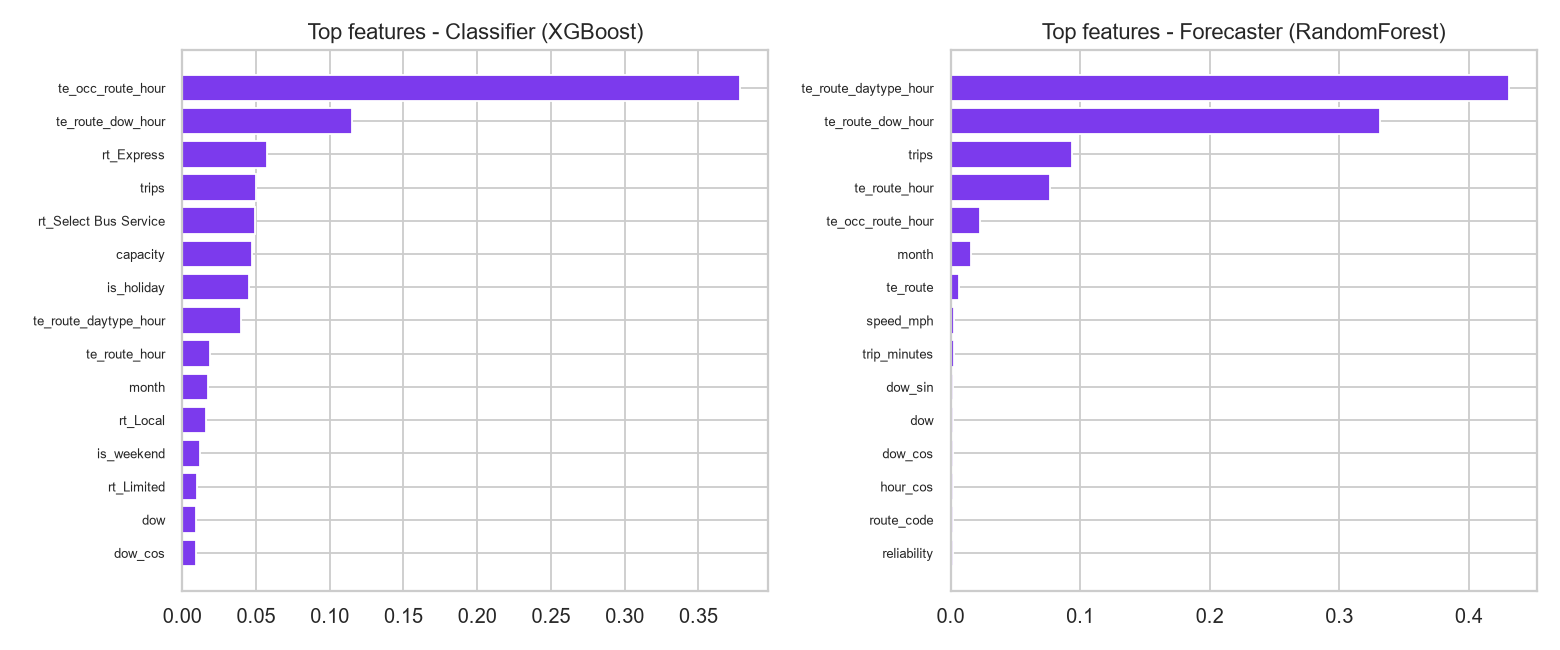 Top features - Classifier (XGBoost)
te_occ_route_hour
te_route_dow_hour
rt_Express
trips
rt_Select Bus Service
capacity
is_holiday
te_route_daytype_hour
te_route_hour
month
rt_Local
is_weekend
rt_Limited
dow
dow_cos
0.00 0.05 0.10 0.15 0.20 0.25 0.30 0.35
Top features - Forecaster (RandomForest)
te_route_daytype_hour
te_route_dow_hour
trips
te_route_hour
te_occ_route_hour
month
te_route
speed_mph
trip_minutes
dow_sin
dow
dow_cos
hour_cos
route_code
reliability
0.0 0.1 0.2 0.3 0.4